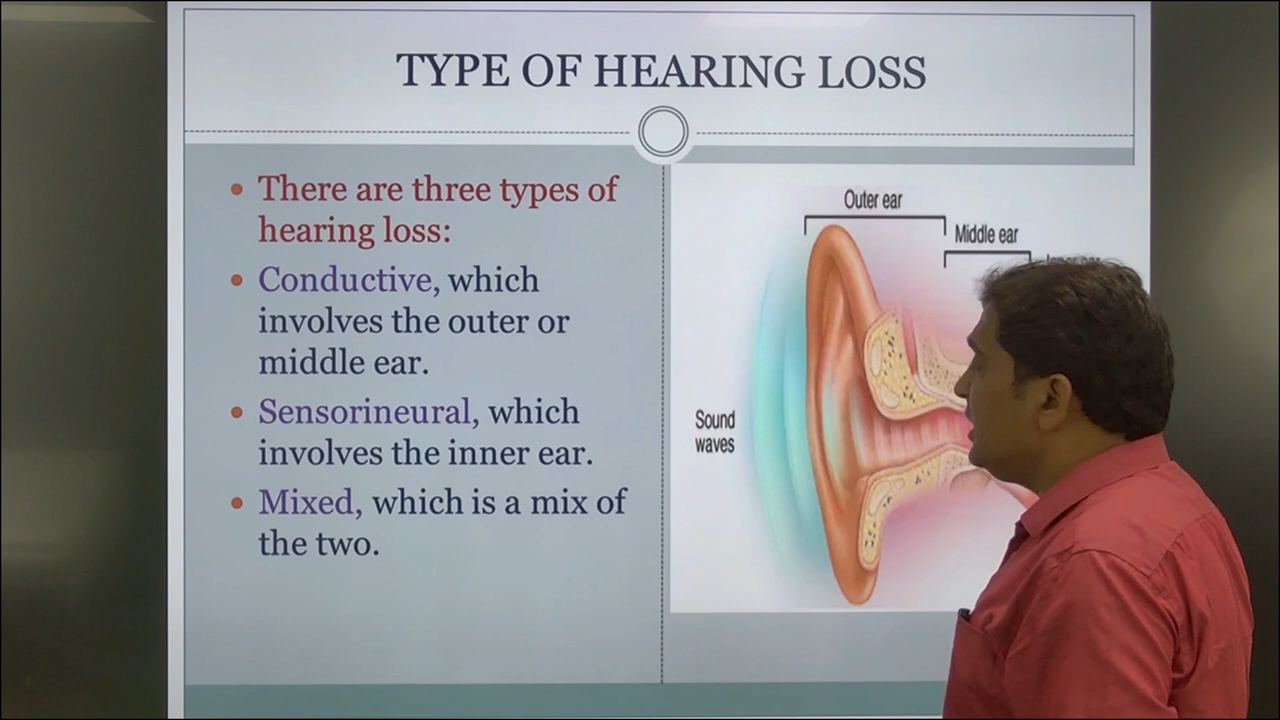 TYPE OF HEARING LOSS
• There are three types of
hearing loss:
• Conductive, which
involves the outer or
middle ear.
• Sensorineural, which
involves the inner ear.
• Mixed, which is a mix of
the two.
Outer ear
Middle ear
Sound
waves